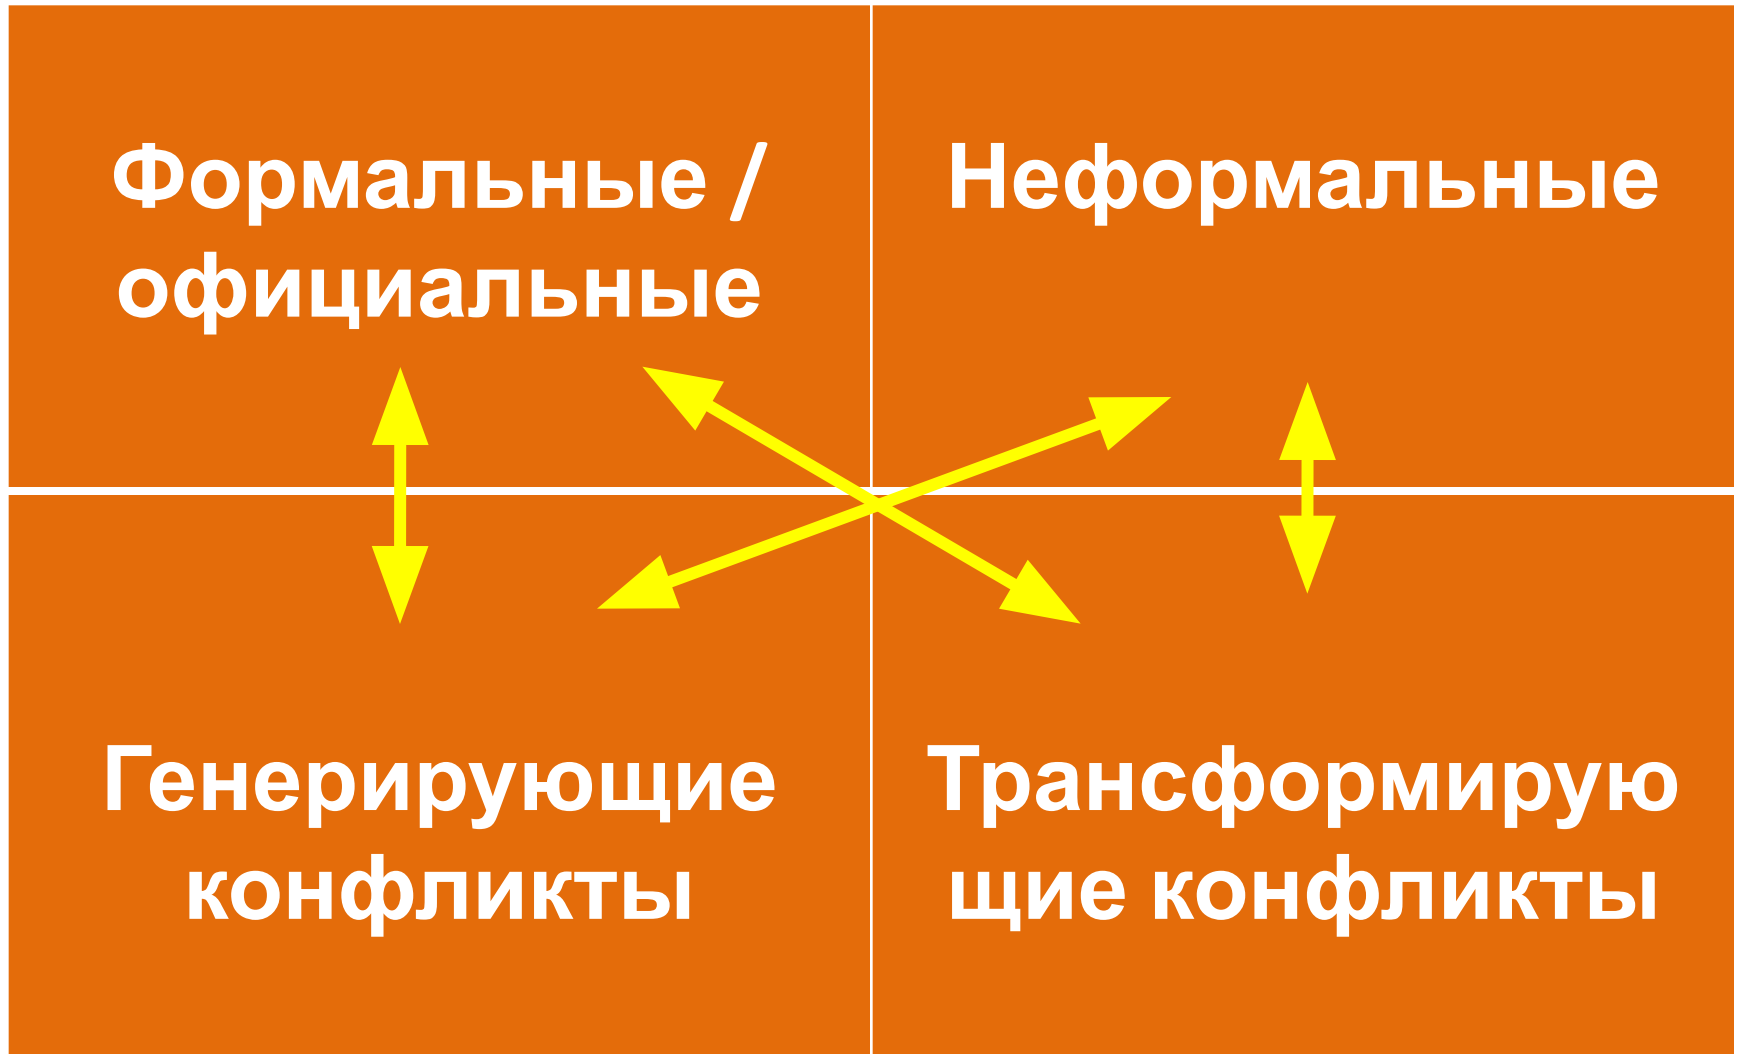 Формальные /
официальные
Неформальные
Генерирующие
конфликты
Трансформирую
щие конфликты